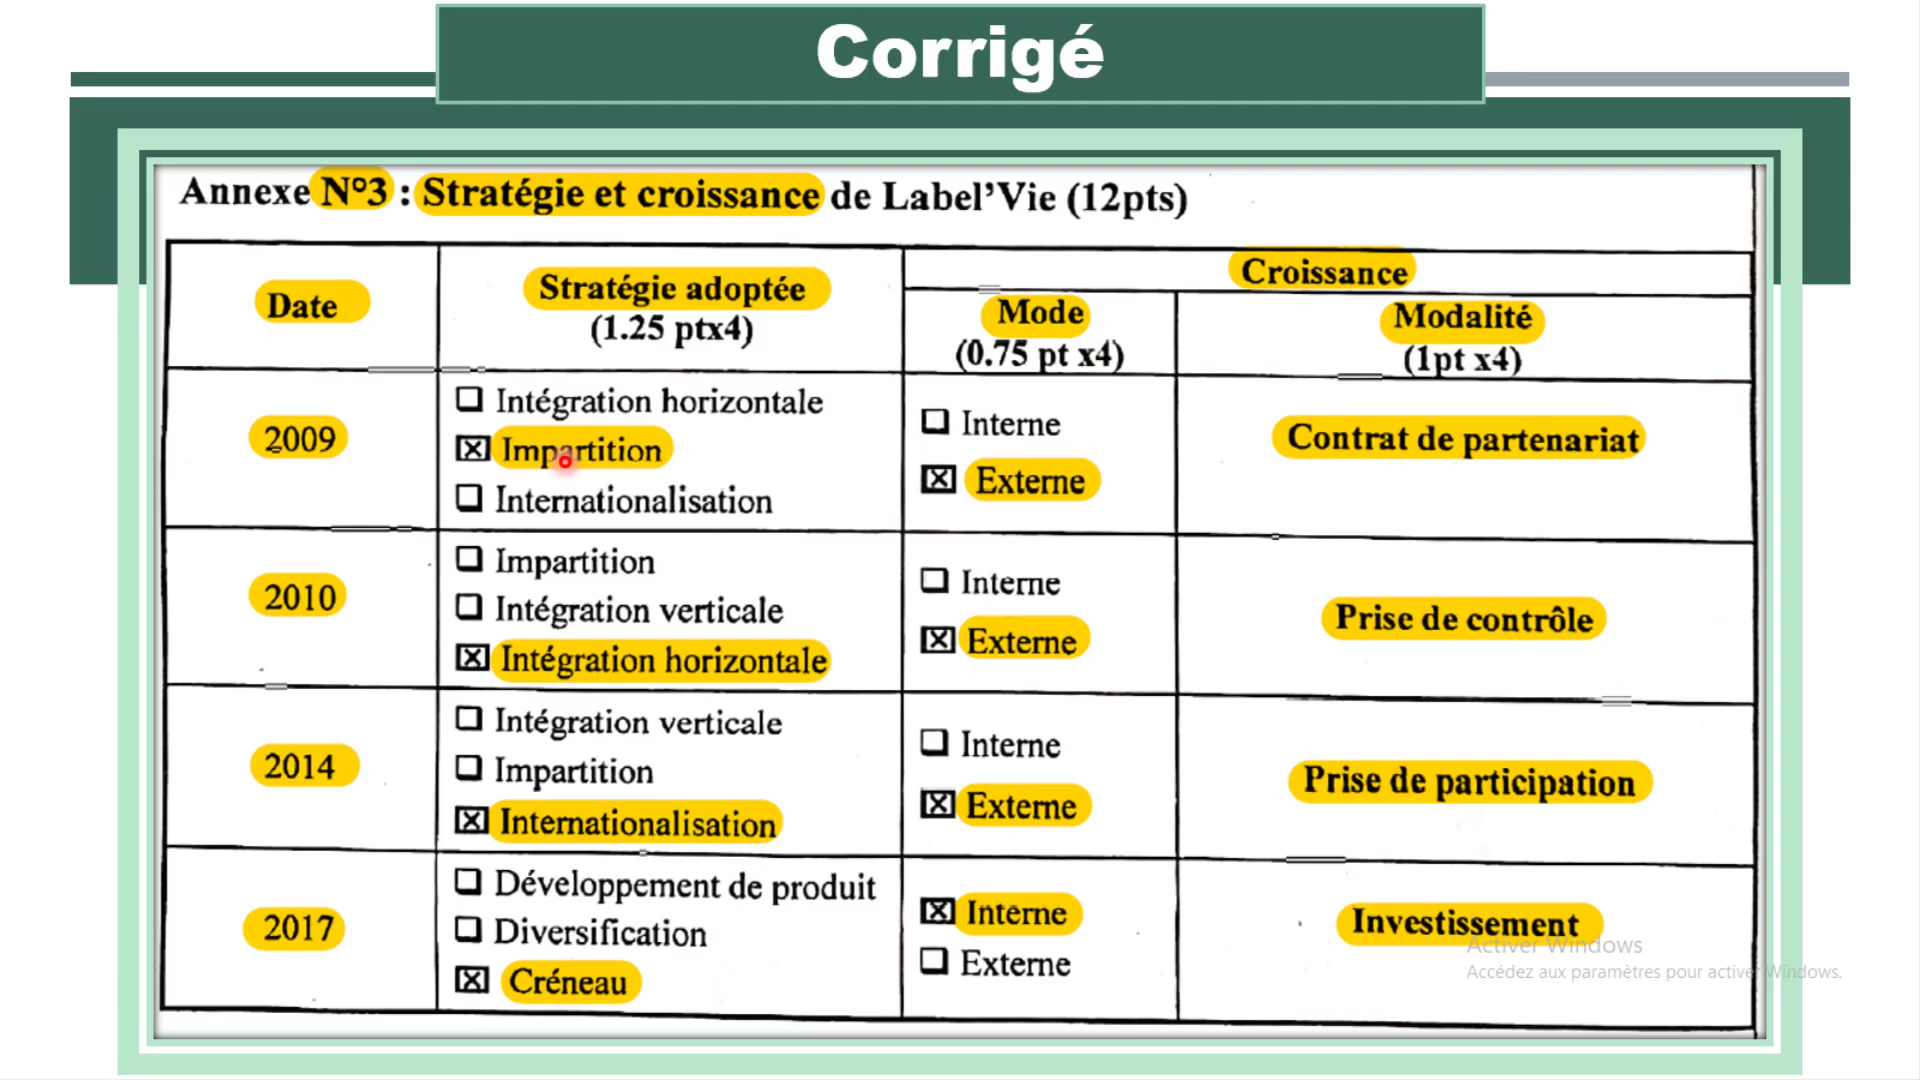 Corrigé
Annexe N°3 : Stratégie et croissance de Label’Vie (12pts)
Date
Stratégie adoptée
(1.25 ptx4)
Croissance
Mode
(0.75 pt x4)
Modalité
(1pt x4)
2009
☐ Intégration horizontale
☒ Impartition
☐ Internationalisation
☐ Interne
☒ Externe
Contrat de partenariat
2010
☐ Impartition
☐ Intégration verticale
☒ Intégration horizontale
☐ Interne
☒ Externe
Prise de contrôle
2014
☐ Intégration verticale
☐ Impartition
☒ Internationalisation
☐ Interne
☒ Externe
Prise de participation
2017
☐ Développement de produit
☐ Diversification
☒ Créneau
☒ Interne
☐ Externe
Investissement
Activer Windows
Accédez aux paramètres pour activer Windows.